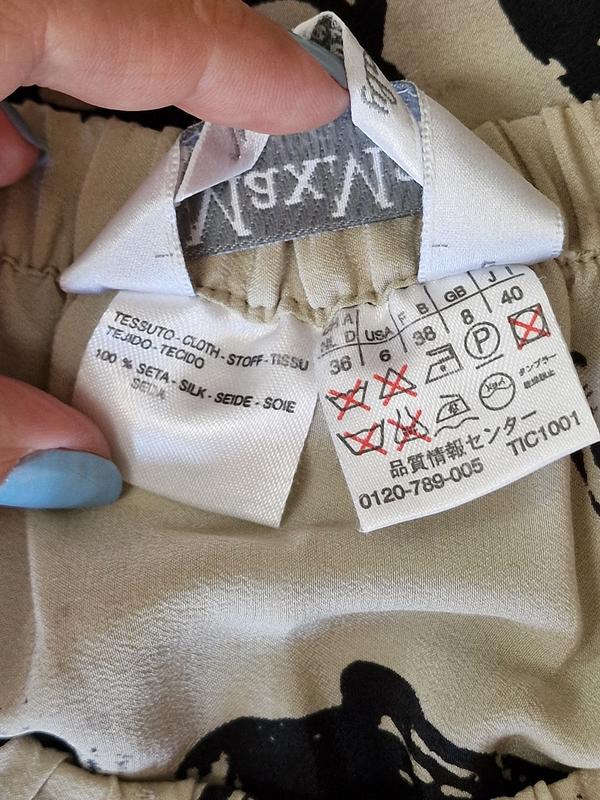 MaxMa
TESSUTO - CLOTH - STOFF - TISSU
TEJIDO - TECIDO
100 % SETA - SILK - SEIDE - SOIE
SEDA
A D USA F B GB J I
36 6 38 8 40
P
タンブラー
乾燥禁止
品質情報センター
0120-789-005 TIC1001